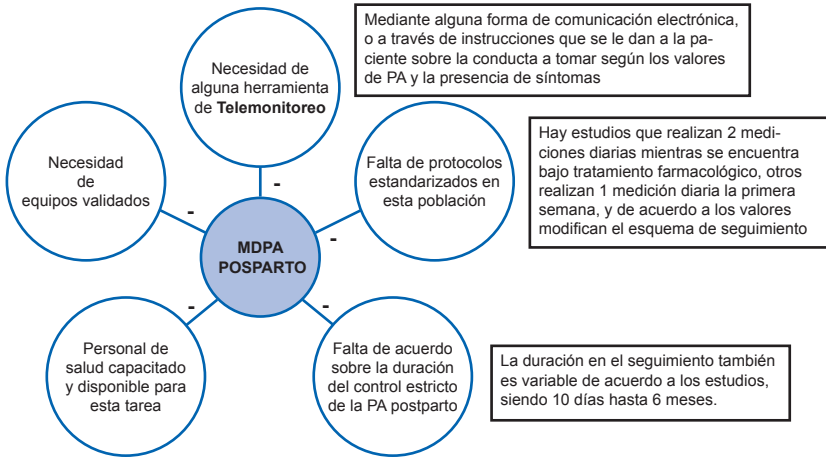 Necesidad de
alguna herramienta
de Telemonitoreo
Mediante alguna forma de comunicación electrónica,
o a través de instrucciones que se le dan a la pa-
ciente sobre la conducta a tomar según los valores
de PA y la presencia de síntomas
Necesidad
de
equipos validados
Falta de protocolos
estandarizados en
esta población
Hay estudios que realizan 2 medi-
ciones diarias mientras se encuentra
bajo tratamiento farmacológico, otros
realizan 1 medición diaria la primera
semana, y de acuerdo a los valores
modifican el esquema de seguimiento
-
-
-
MDPA
POSPARTO
-
-
Personal de
salud capacitado
y disponible para
esta tarea
Falta de acuerdo
sobre la duración
del control estricto
de la PA postparto
La duración en el seguimiento también
es variable de acuerdo a los estudios,
siendo 10 días hasta 6 meses.